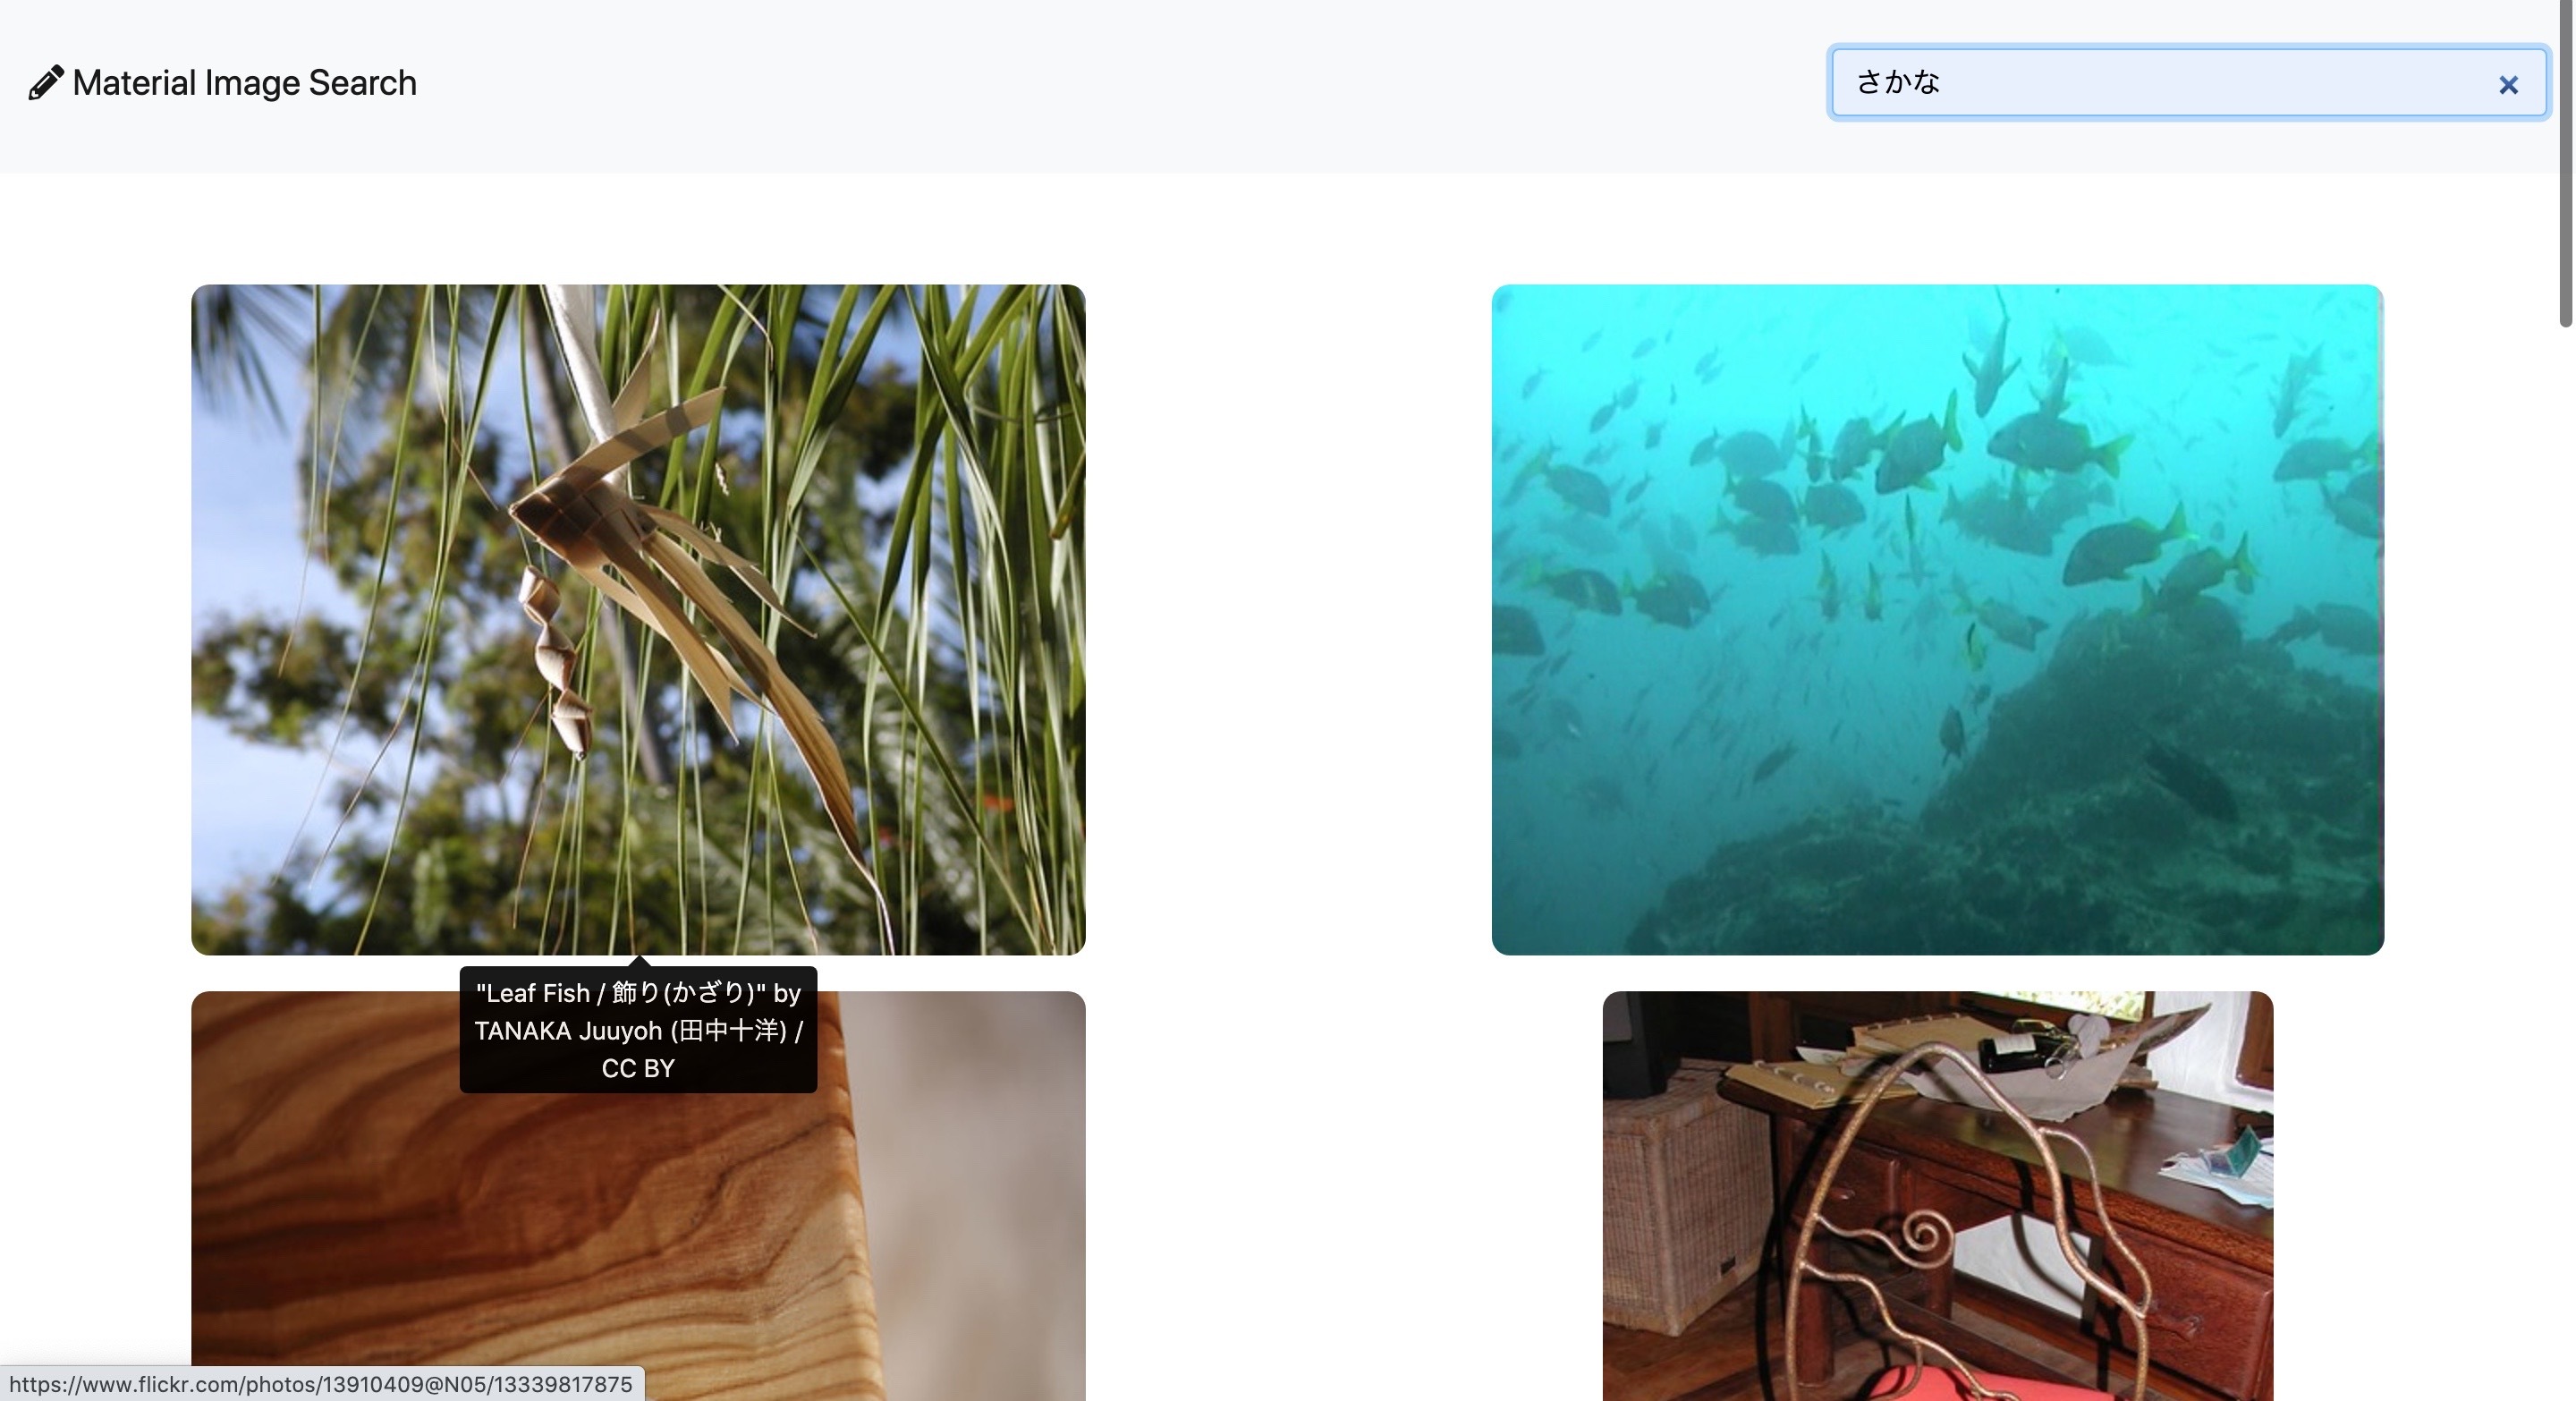 Material Image Search
さかな
"Leaf Fish / 飾り(かざり)" by
TANAKA Juuyoh (田中十洋) /
CC BY
https://www.flickr.com/photos/13910409@N05/13339817875